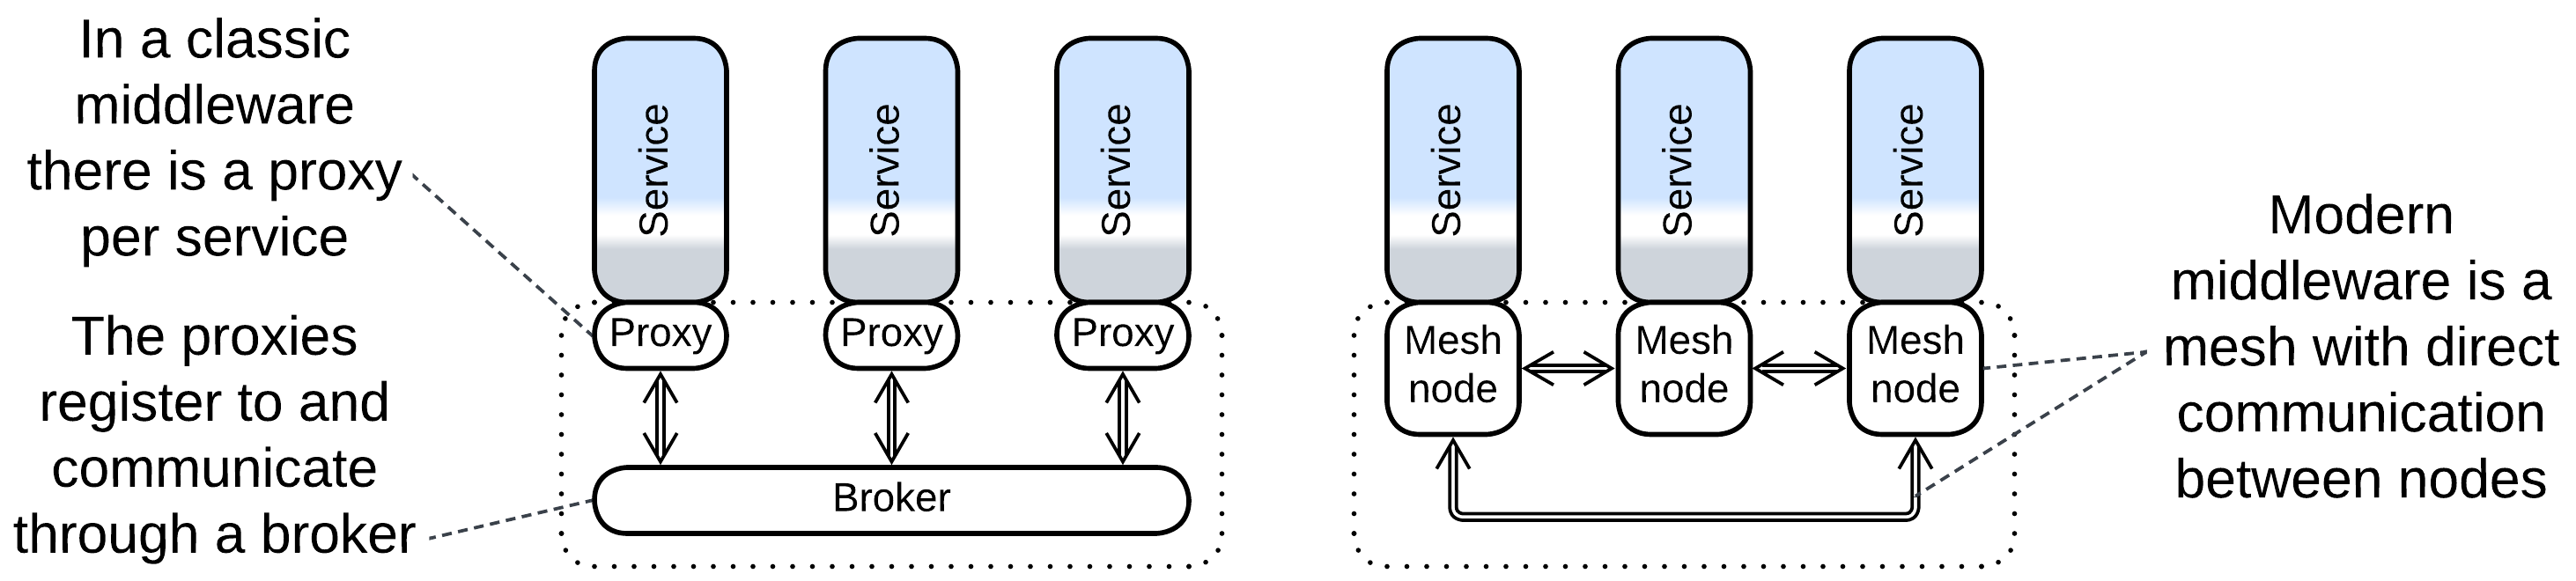 In a classic
middleware
there is a proxy
per service
The proxies
register to and
communicate
through a broker
Service
Service
Service
Proxy
Proxy
Proxy
Broker
Service
Service
Service
Mesh
node
Mesh
node
Mesh
node
Modern
middleware is a
mesh with direct
communication
between nodes